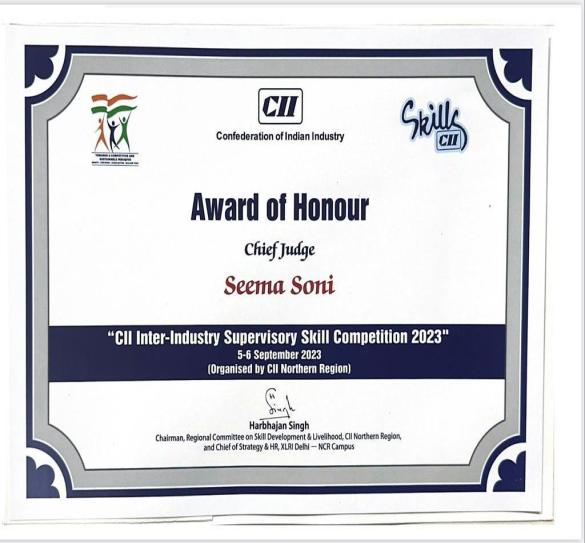 CII
Confederation of Indian Industry
Skills
CII
Award of Honour
Chief Judge
Seema Soni
"CII Inter-Industry Supervisory Skill Competition 2023"
5-6 September 2023
(Organised by CII Northern Region)
Singh
Harbhajan Singh
Chairman, Regional Committee on Skill Development & Livelihood, CII Northern Region,
and Chief of Strategy & HR, XLRI Delhi — NCR Campus